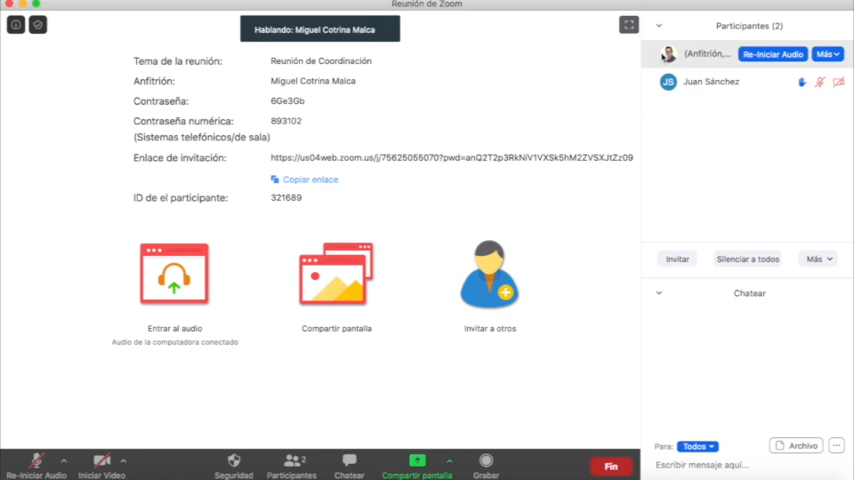 Reunión de Zoom
Hablando: Miguel Cotrina Malca
Tema de la reunión: Reunión de Coordinación
Anfitrión: Miguel Cotrina Malca
Contraseña: 6Ge3Gb
Contraseña numérica: 893102
(Sistemas telefónicos/de sala)
Enlace de invitación: https://us04web.zoom.us/j/75625055070?pwd=anQ2T2p3RkNiV1VXSk5hM2ZVSXJtZz09
Copiar enlace
ID de el participante: 321689
Entrar al audio
Audio de la computadora conectado
Compartir pantalla
Invitar a otros
Participantes (2)
(Anfitrión,... Re-Iniciar Audio Más
JS Juan Sánchez
Invitar Silenciar a todos Más
Chatear
Para: Todos Archivo ...
Escribir mensaje aquí...
Re-Iniciar Audio Iniciar Video Seguridad Participantes 2 Chatear Compartir pantalla Grabar Fin